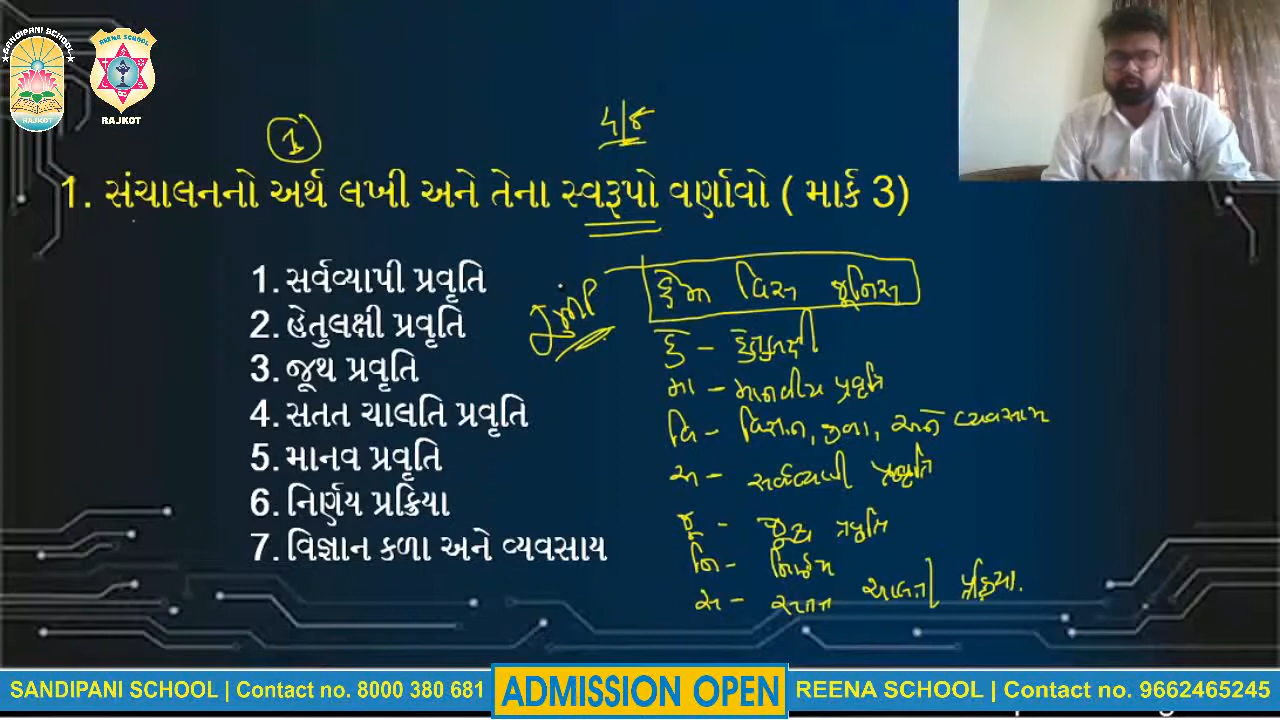 SANDIPANI SCHOOL
REENA SCHOOL
RAJKOT
1
1. સંચાલનનો અર્થ લખી અને તેના સ્વરૂપો વર્ણાવો ( માર્ક 3)
1. સર્વવ્યાપી પ્રવૃતિ
2. હેતુલક્ષી પ્રવૃતિ
3. જૂથ પ્રવૃતિ
4. સતત ચાલતિ પ્રવૃતિ
5. માનવ પ્રવૃતિ
6. નિર્ણય પ્રક્રિયા
7. વિજ્ઞાન કળા અને વ્યવસાય
વિસ જૂનિસ
હે - હેતુલક્ષી
મા - માનવીય પ્રવૃતિ
વિ - વિજ્ઞાન, કળા, અને વ્યવસાય
સ - સર્વવ્યાપી પ્રવૃતિ
જૂ - જૂથ પ્રવૃતિ
નિ - નિર્ણય
સ - સતત ચાલતી પ્રક્રિયા.
SANDIPANI SCHOOL | Contact no. 8000 380 681
ADMISSION OPEN
REENA SCHOOL | Contact no. 9662465245